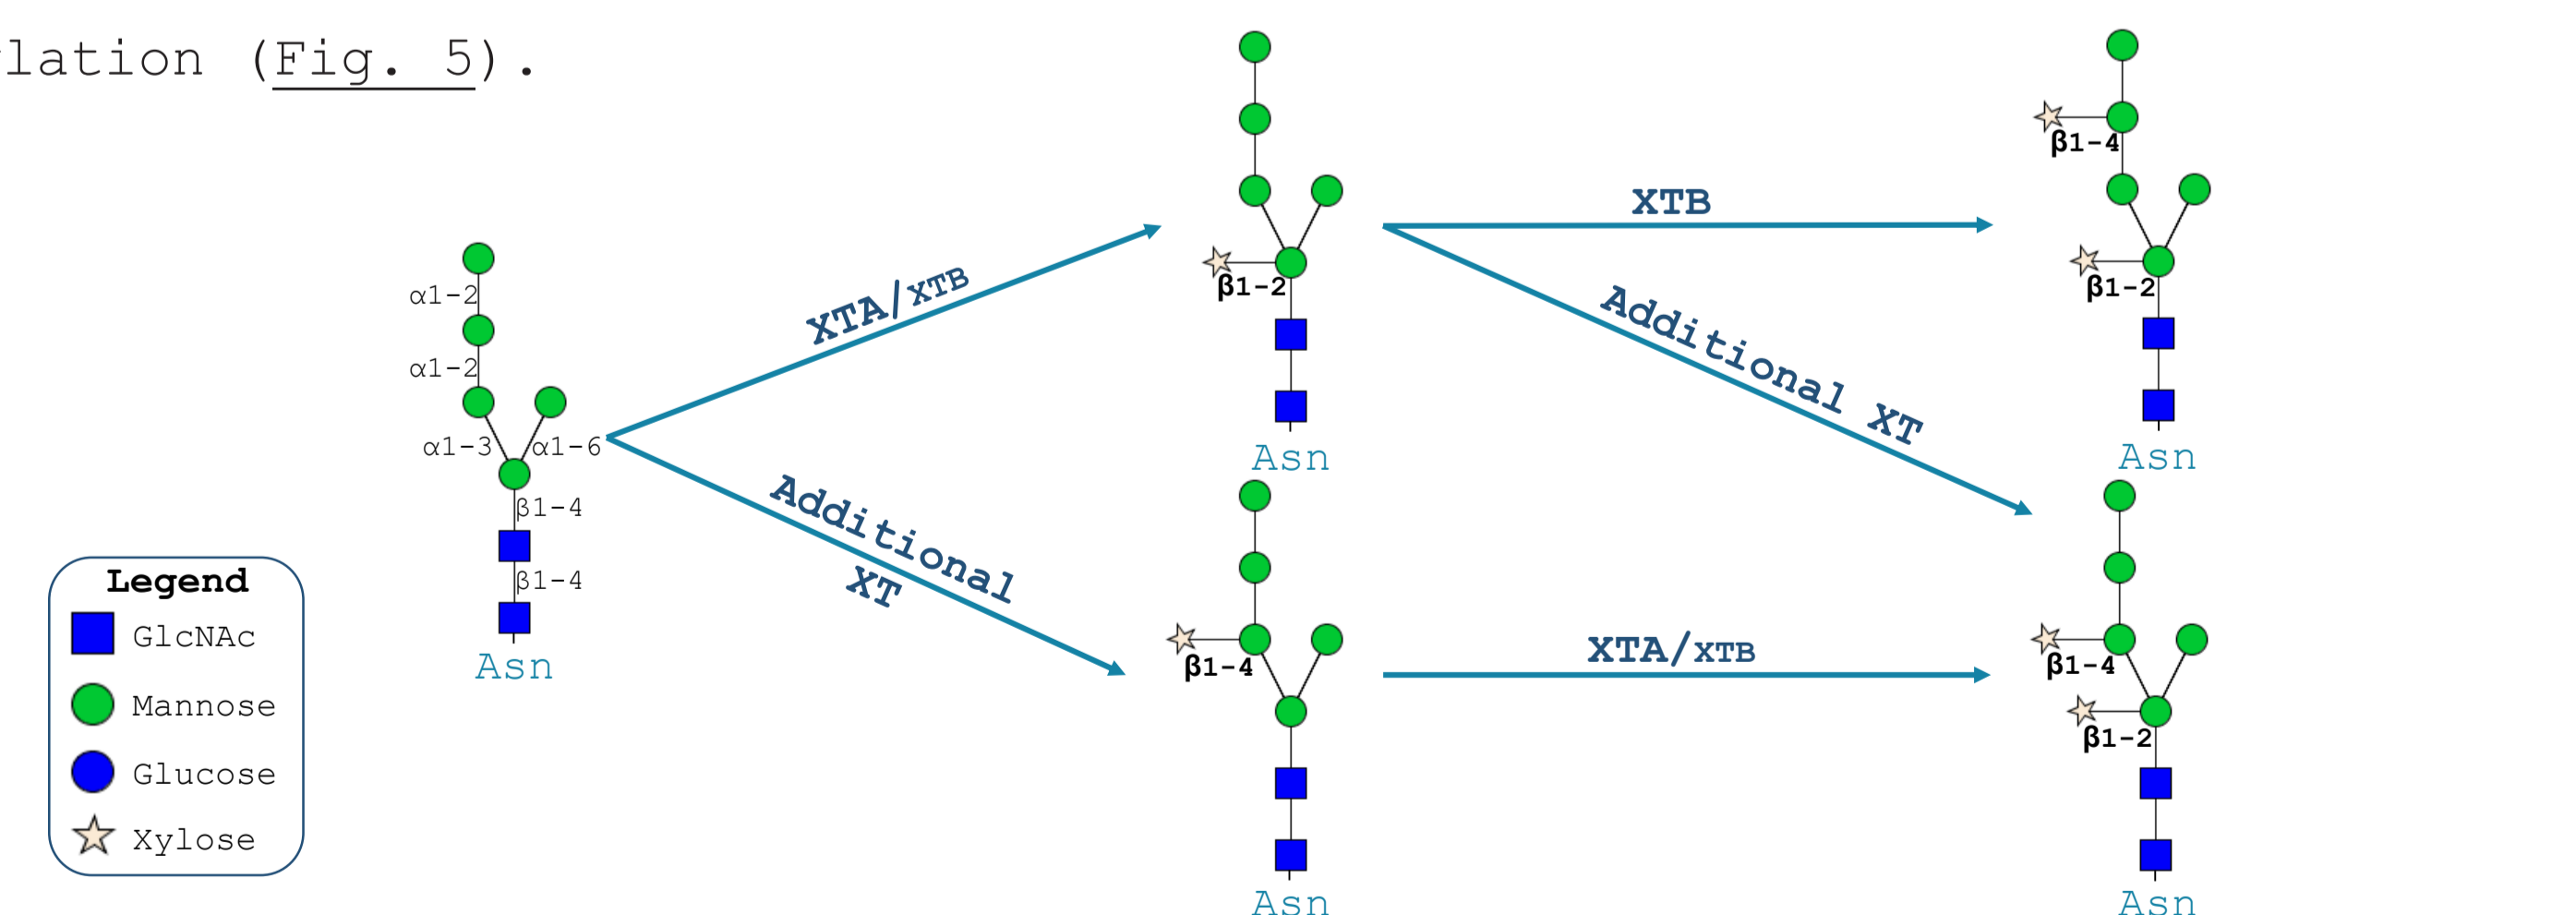 lation (Fig. 5).
α1-2
α1-2
α1-3
α1-6
β1-4
β1-4
Asn
XTA/XTB
Additional
XT
β1-2
Asn
β1-4
Asn
XTB
Additional XT
XTA/XTB
β1-4
β1-2
Asn
β1-4
β1-2
Asn
Legend
GlcNAc
Mannose
Glucose
Xylose